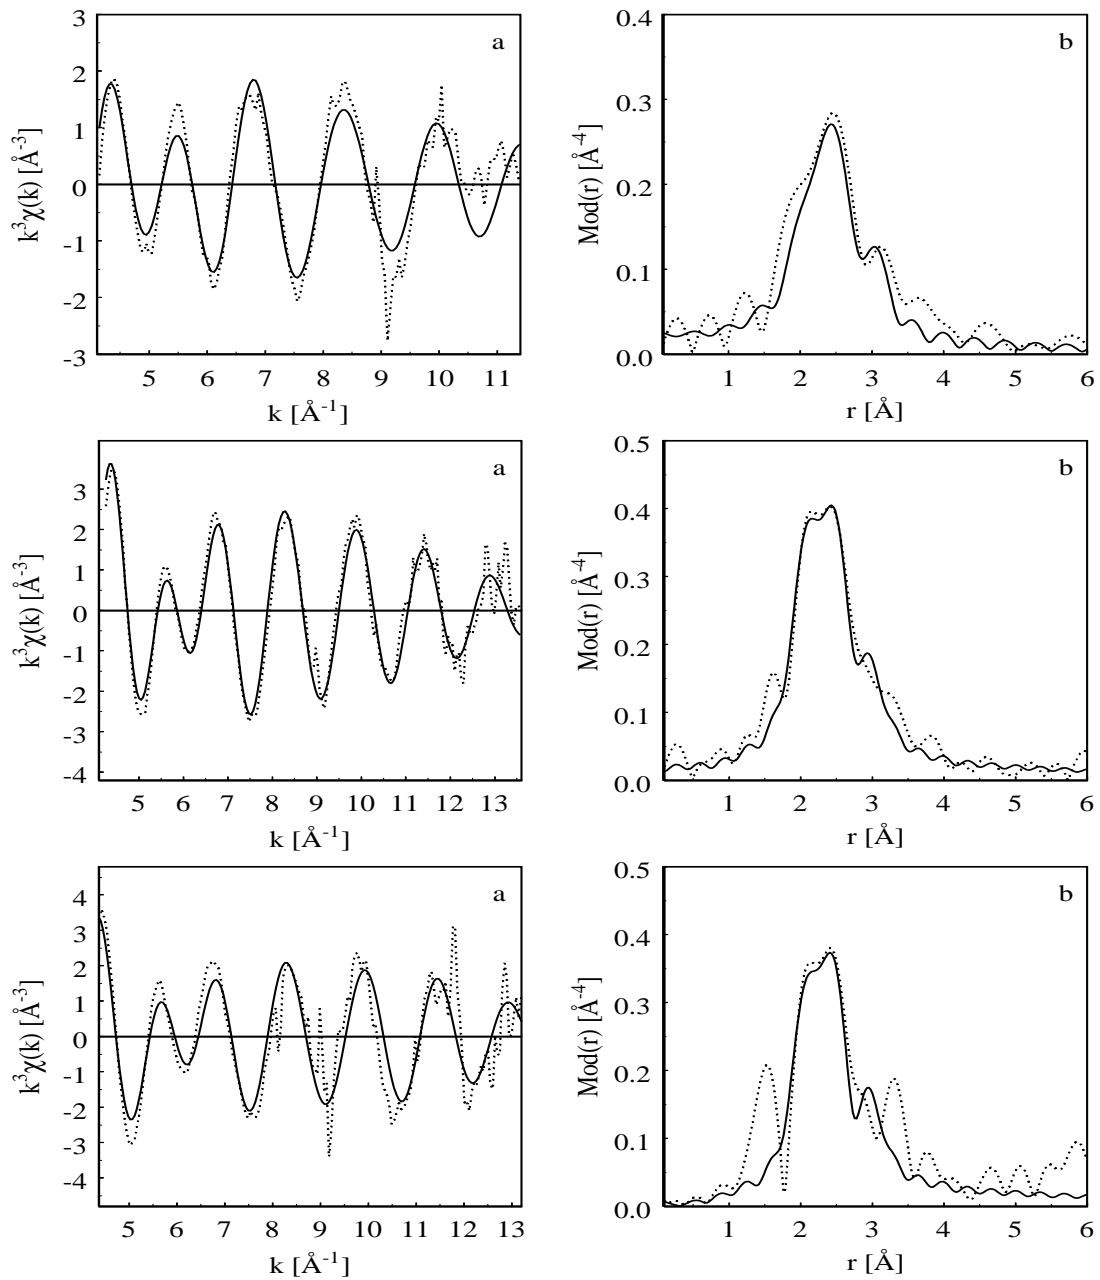 a
3
2
1
0
-1
-2
-3
5 6 7 8 9 10 11
k³χ(k) [Å⁻³]
k [Å⁻¹]
b
0.4
0.3
0.2
0.1
0.0
1 2 3 4 5 6
Mod(r) [Å⁻⁴]
r [Å]
a
3
2
1
0
-1
-2
-3
-4
5 6 7 8 9 10 11 12 13
k³χ(k) [Å⁻³]
k [Å⁻¹]
b
0.5
0.4
0.3
0.2
0.1
0.0
1 2 3 4 5 6
Mod(r) [Å⁻⁴]
r [Å]
a
4
3
2
1
0
-1
-2
-3
-4
5 6 7 8 9 10 11 12 13
k³χ(k) [Å⁻³]
k [Å⁻¹]
b
0.5
0.4
0.3
0.2
0.1
0.0
1 2 3 4 5 6
Mod(r) [Å⁻⁴]
r [Å]